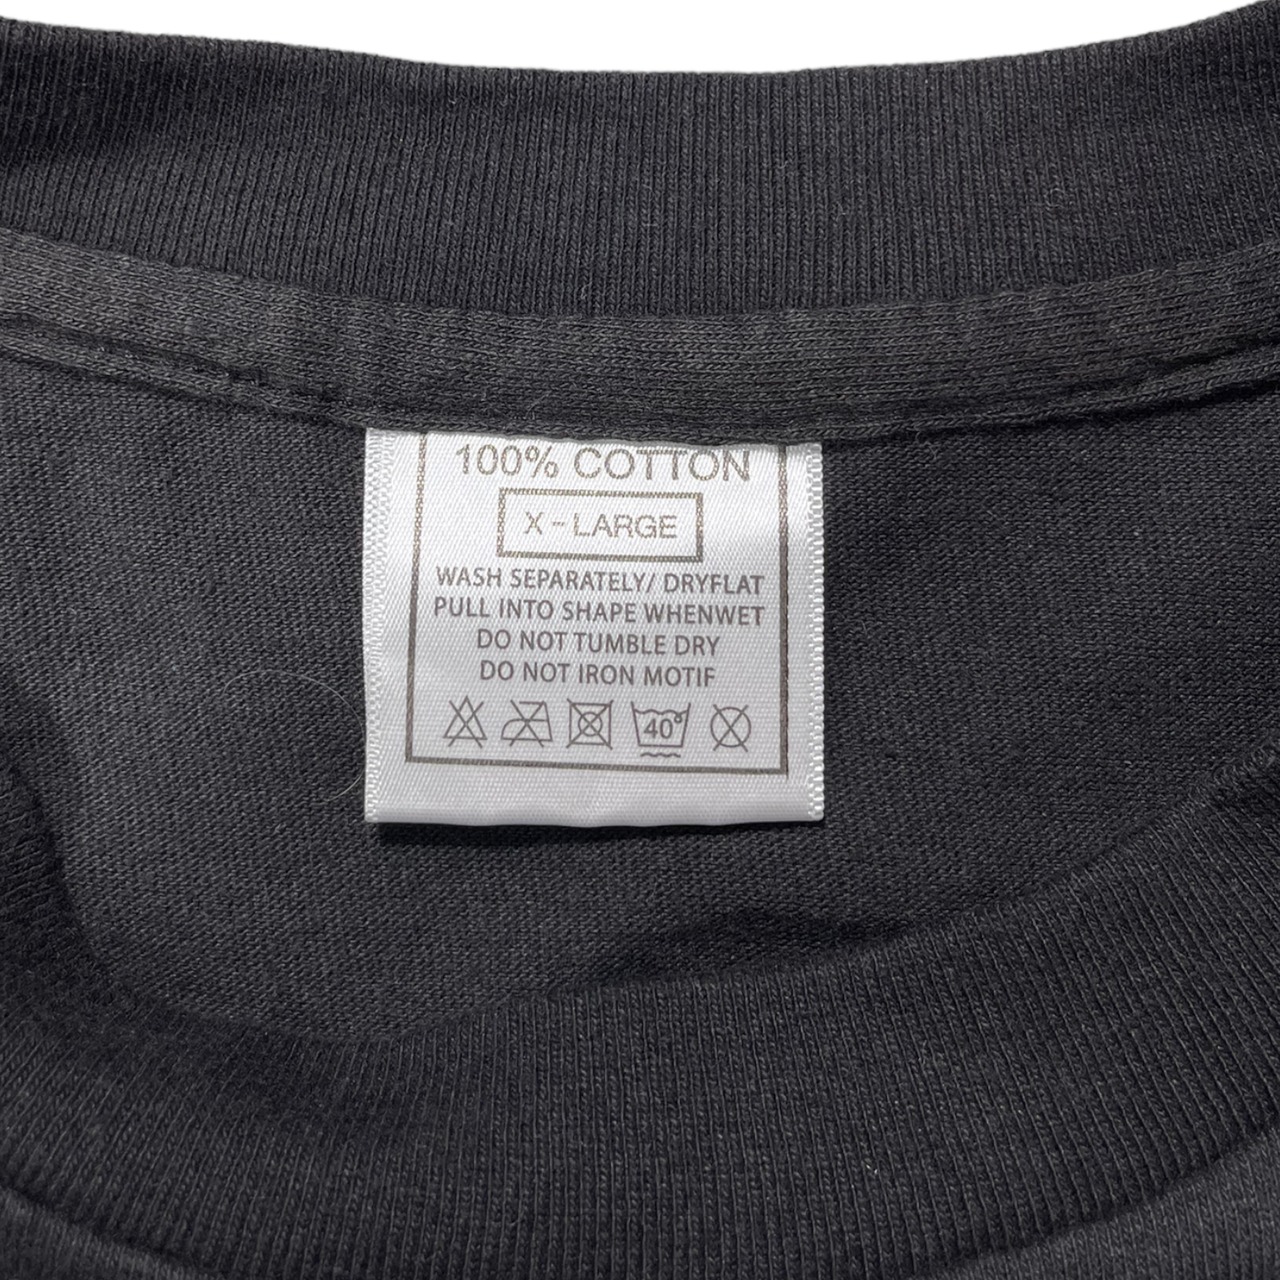 100% COTTON
X-LARGE
WASH SEPARATELY/ DRYFLAT
PULL INTO SHAPE WHENWET
DO NOT TUMBLE DRY
DO NOT IRON MOTIF
40°